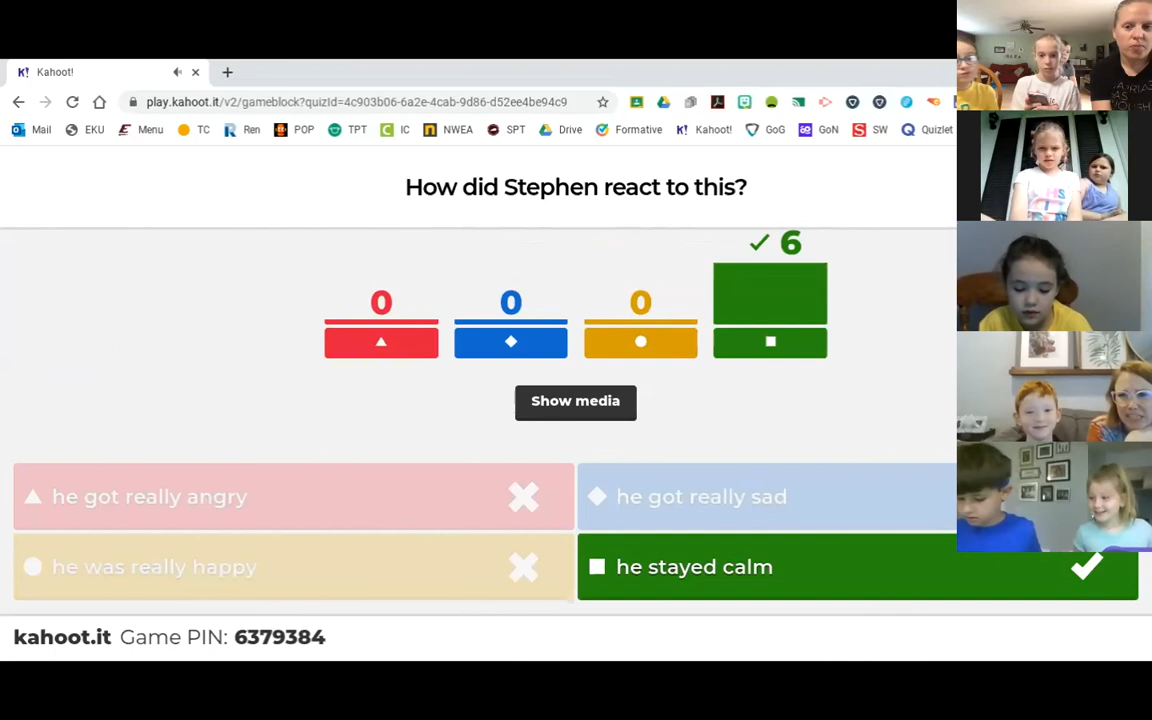 Kahoot!
play.kahoot.it/v2/gameblock?quizId=4c903b06-6a2e-4cab-9d86-d52ee4be94c9
Mail EKU Menu TC Ren POP TPT IC NWEA SPT Drive Formative Kahoot! GoG GoN SW Quizlet
How did Stephen react to this?
✓ 6
0 0 0
Show media
he got really angry
he got really sad
he was really happy
he stayed calm
kahoot.it Game PIN: 6379384